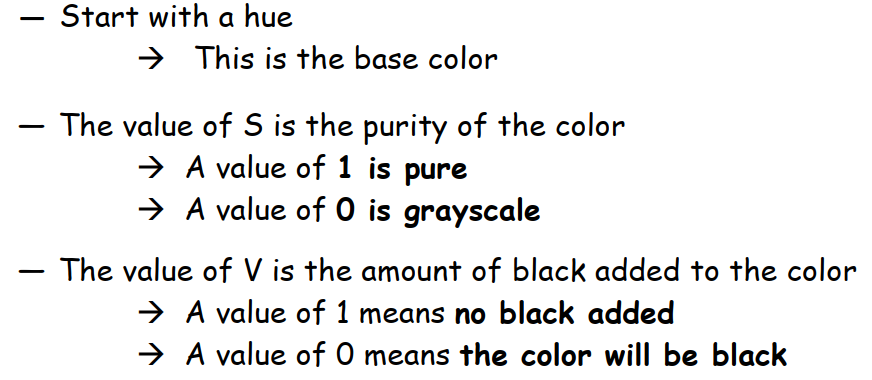 — Start with a hue
→ This is the base color
— The value of S is the purity of the color
→ A value of 1 is pure
→ A value of 0 is grayscale
— The value of V is the amount of black added to the color
→ A value of 1 means no black added
→ A value of 0 means the color will be black